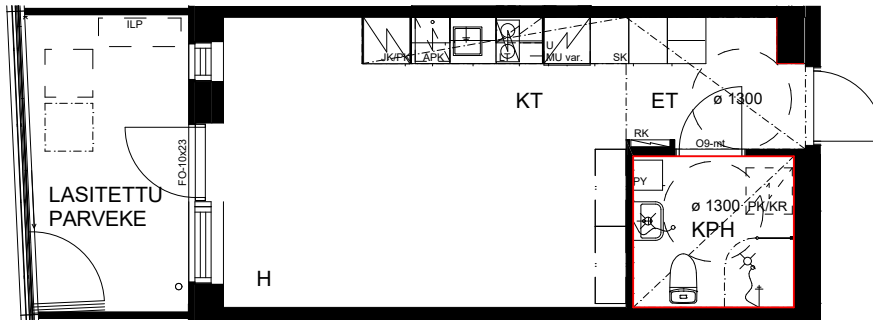 ILP
JK/PK
APK
L
U
MU var.
SK
KT
ET
ø 1300
RK
O9-mt
FO-10x23
LASITETTU
PARVEKE
PY
ø 1300
PK/KR
KPH
H